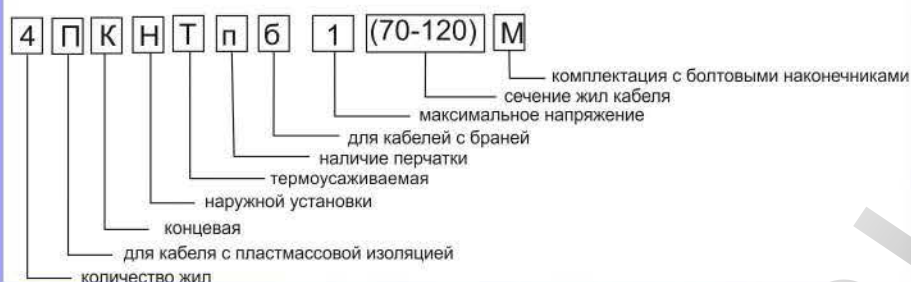 4 П К Н Т п б 1 (70-120) М
комплектация с болтовыми наконечниками
сечение жил кабеля
максимальное напряжение
для кабелей с браней
наличие перчатки
термоусаживаемая
наружной установки
концевая
для кабеля с пластмассовой изоляцией
количество жил